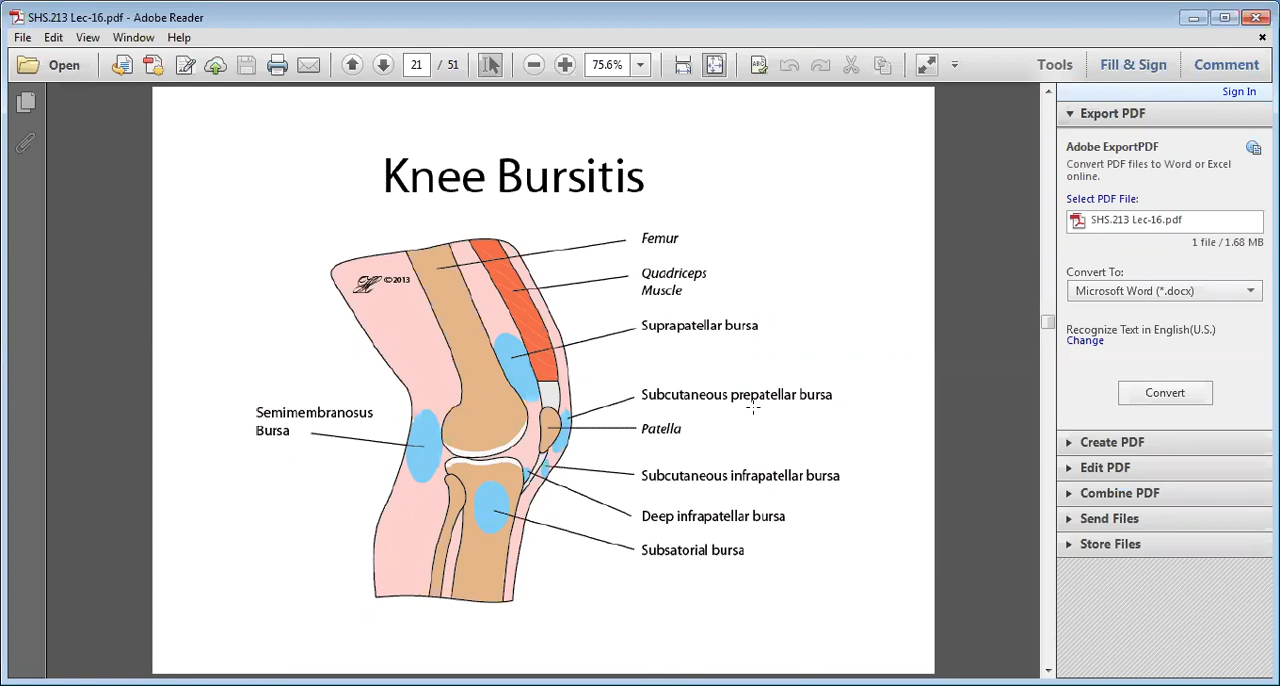 SHS.213 Lec-16.pdf - Adobe Reader
File Edit View Window Help
Open 21 / 51 75.6% Tools Fill & Sign Comment
Sign In
Export PDF
Adobe ExportPDF
Convert PDF files to Word or Excel
online.
Select PDF File:
SHS.213 Lec-16.pdf
1 file / 1.68 MB
Convert To:
Microsoft Word (*.docx)
Recognize Text in English(U.S.)
Change
Convert
Create PDF
Edit PDF
Combine PDF
Send Files
Store Files
Knee Bursitis
Femur
©2013
Quadriceps
Muscle
Suprapatellar bursa
Subcutaneous prepatellar bursa
Semimembranosus
Bursa
Patella
Subcutaneous infrapatellar bursa
Deep infrapatellar bursa
Subsatorial bursa